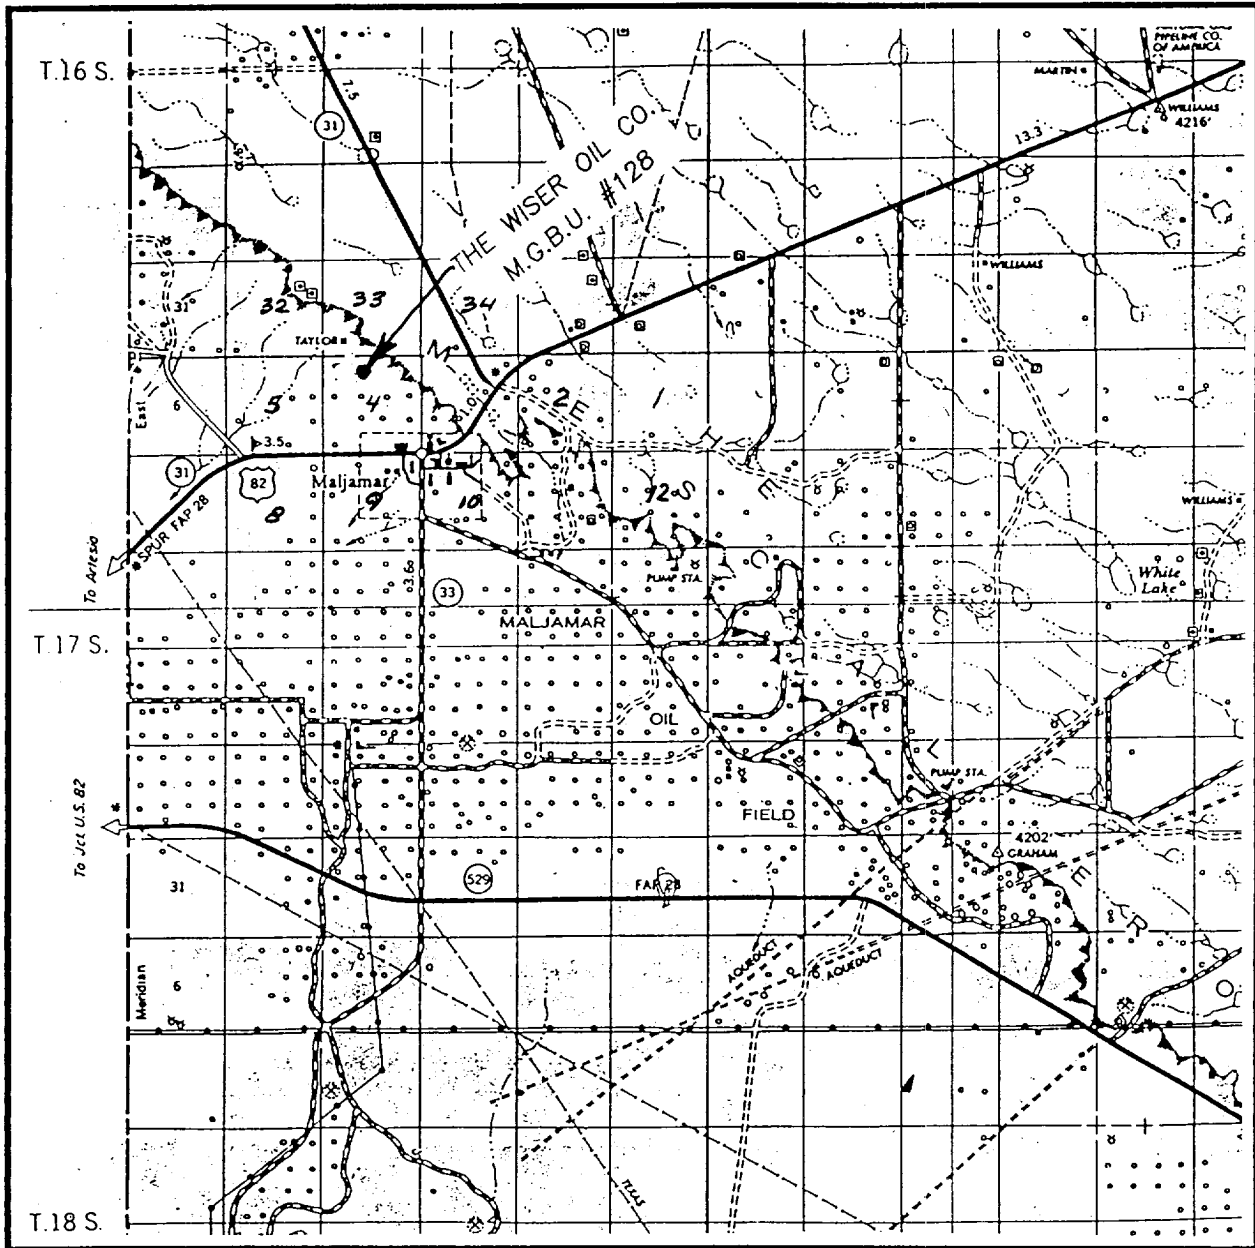 T.16 S.
PIPELINE CO.
OF AMERICA
MARTIN
WILLIAMS
4216'
7.5
31
13.3
THE WISER OIL CO.
M.G.B.U. #128
WILLIAMS
31
32
33
34
TAYLOR
M E S C A L E R O
East
6
5
4
2
1.0
3.5
31
82
Maljamar
9
10
12
H
WILLIAMS
8
SPUR FAP 28
To Artesia
PUMP STA.
White
Lake
3.6
33
MALJAMAR
T.17 S.
OIL
PUMP STA.
FIELD
To Jct U.S. 82
4202
GRAHAM
31
529
FAP 28
AQUEDUCT
AQUEDUCT
Meridian
6
TEXAS
T.18 S.